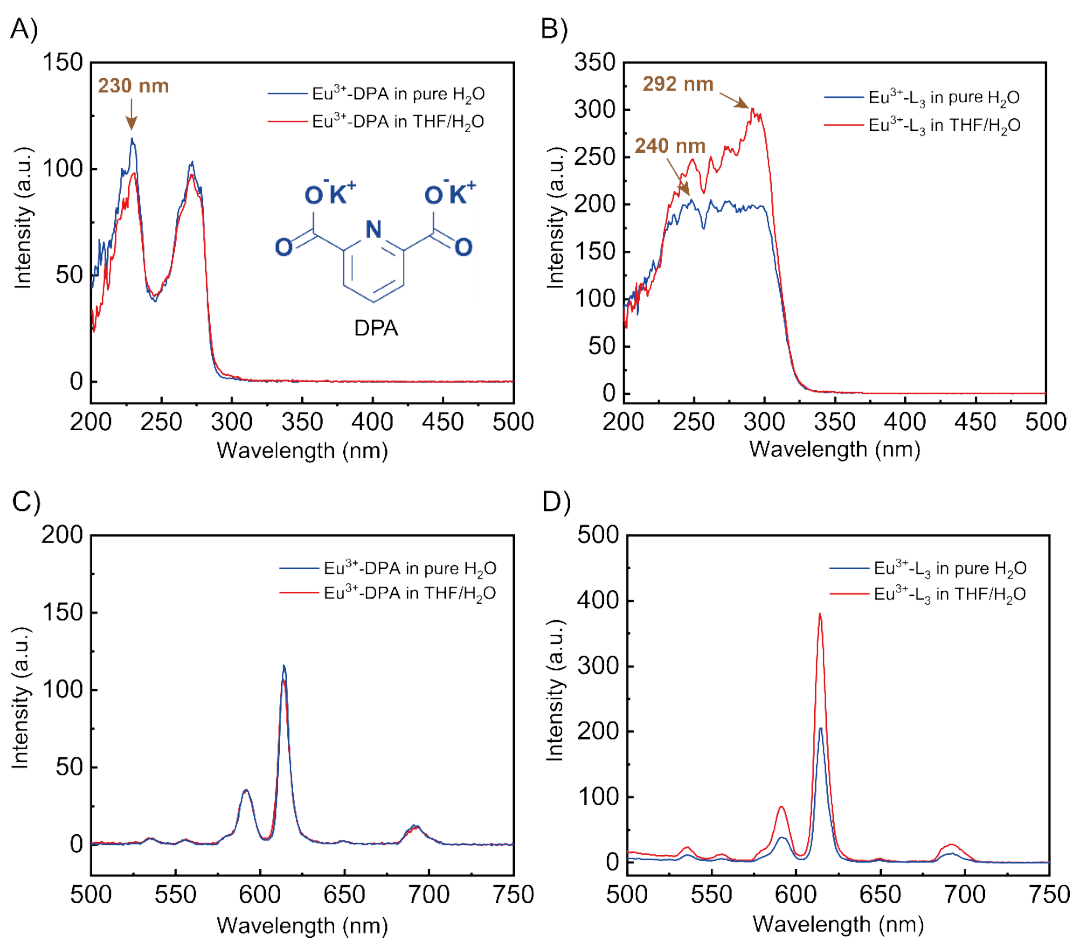 A)
150
100
50
0
200 250 300 350 400 450 500
Intensity (a.u.)
Wavelength (nm)
230 nm
Eu³⁺-DPA in pure H₂O
Eu³⁺-DPA in THF/H₂O
O⁻K⁺ O⁻K⁺
O N O
DPA
B)
350
300
250
200
150
100
50
0
200 250 300 350 400 450 500
Intensity (a.u.)
Wavelength (nm)
292 nm
240 nm
Eu³⁺-L₃ in pure H₂O
Eu³⁺-L₃ in THF/H₂O
C)
200
150
100
50
0
500 550 600 650 700 750
Intensity (a.u.)
Wavelength (nm)
Eu³⁺-DPA in pure H₂O
Eu³⁺-DPA in THF/H₂O
D)
500
400
300
200
100
0
500 550 600 650 700 750
Intensity (a.u.)
Wavelength (nm)
Eu³⁺-L₃ in pure H₂O
Eu³⁺-L₃ in THF/H₂O